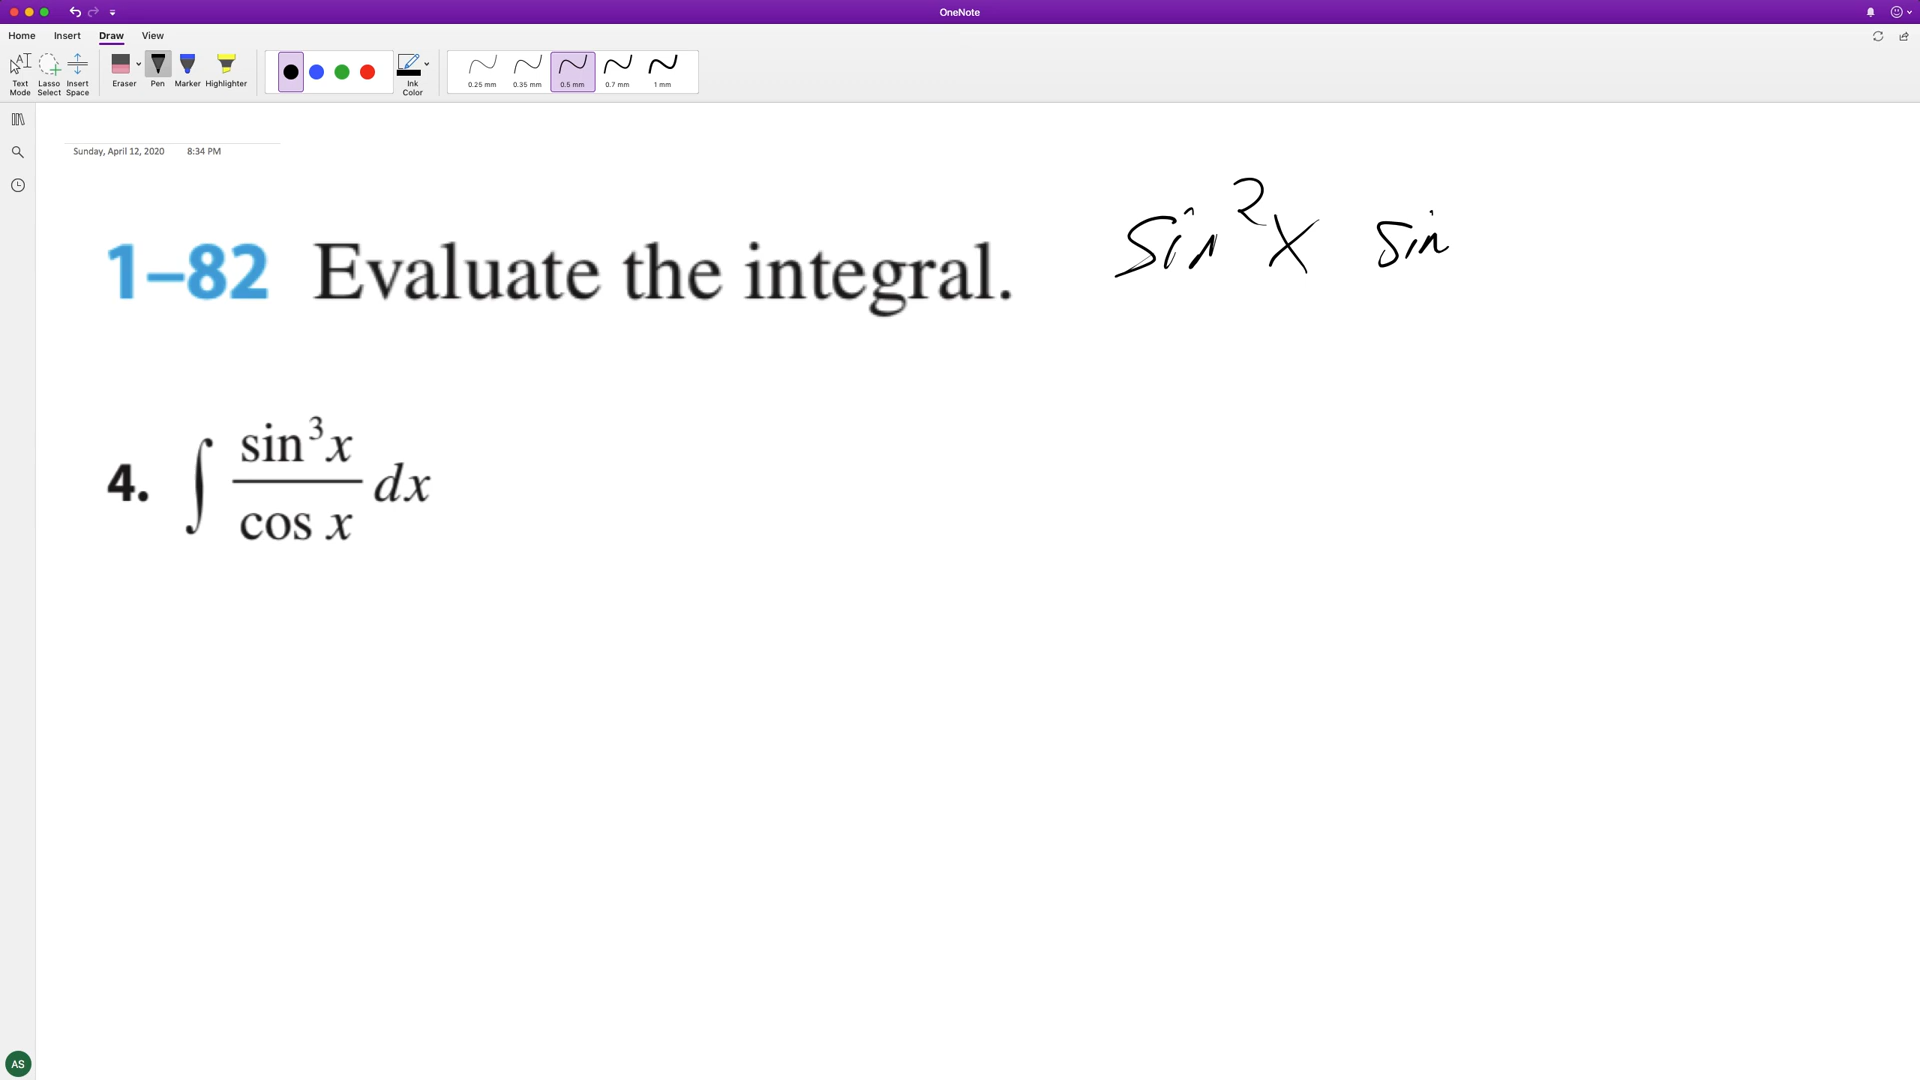 OneNote
Home Insert Draw View
Text Mode Lasso Select Insert Space Eraser Pen Marker Highlighter Ink Color 0.25 mm 0.35 mm 0.5 mm 0.7 mm 1 mm
Sunday, April 12, 2020 8:34 PM
sin²x sin
1–82 Evaluate the integral.
4. ∫ sin³x / cos x dx
AS